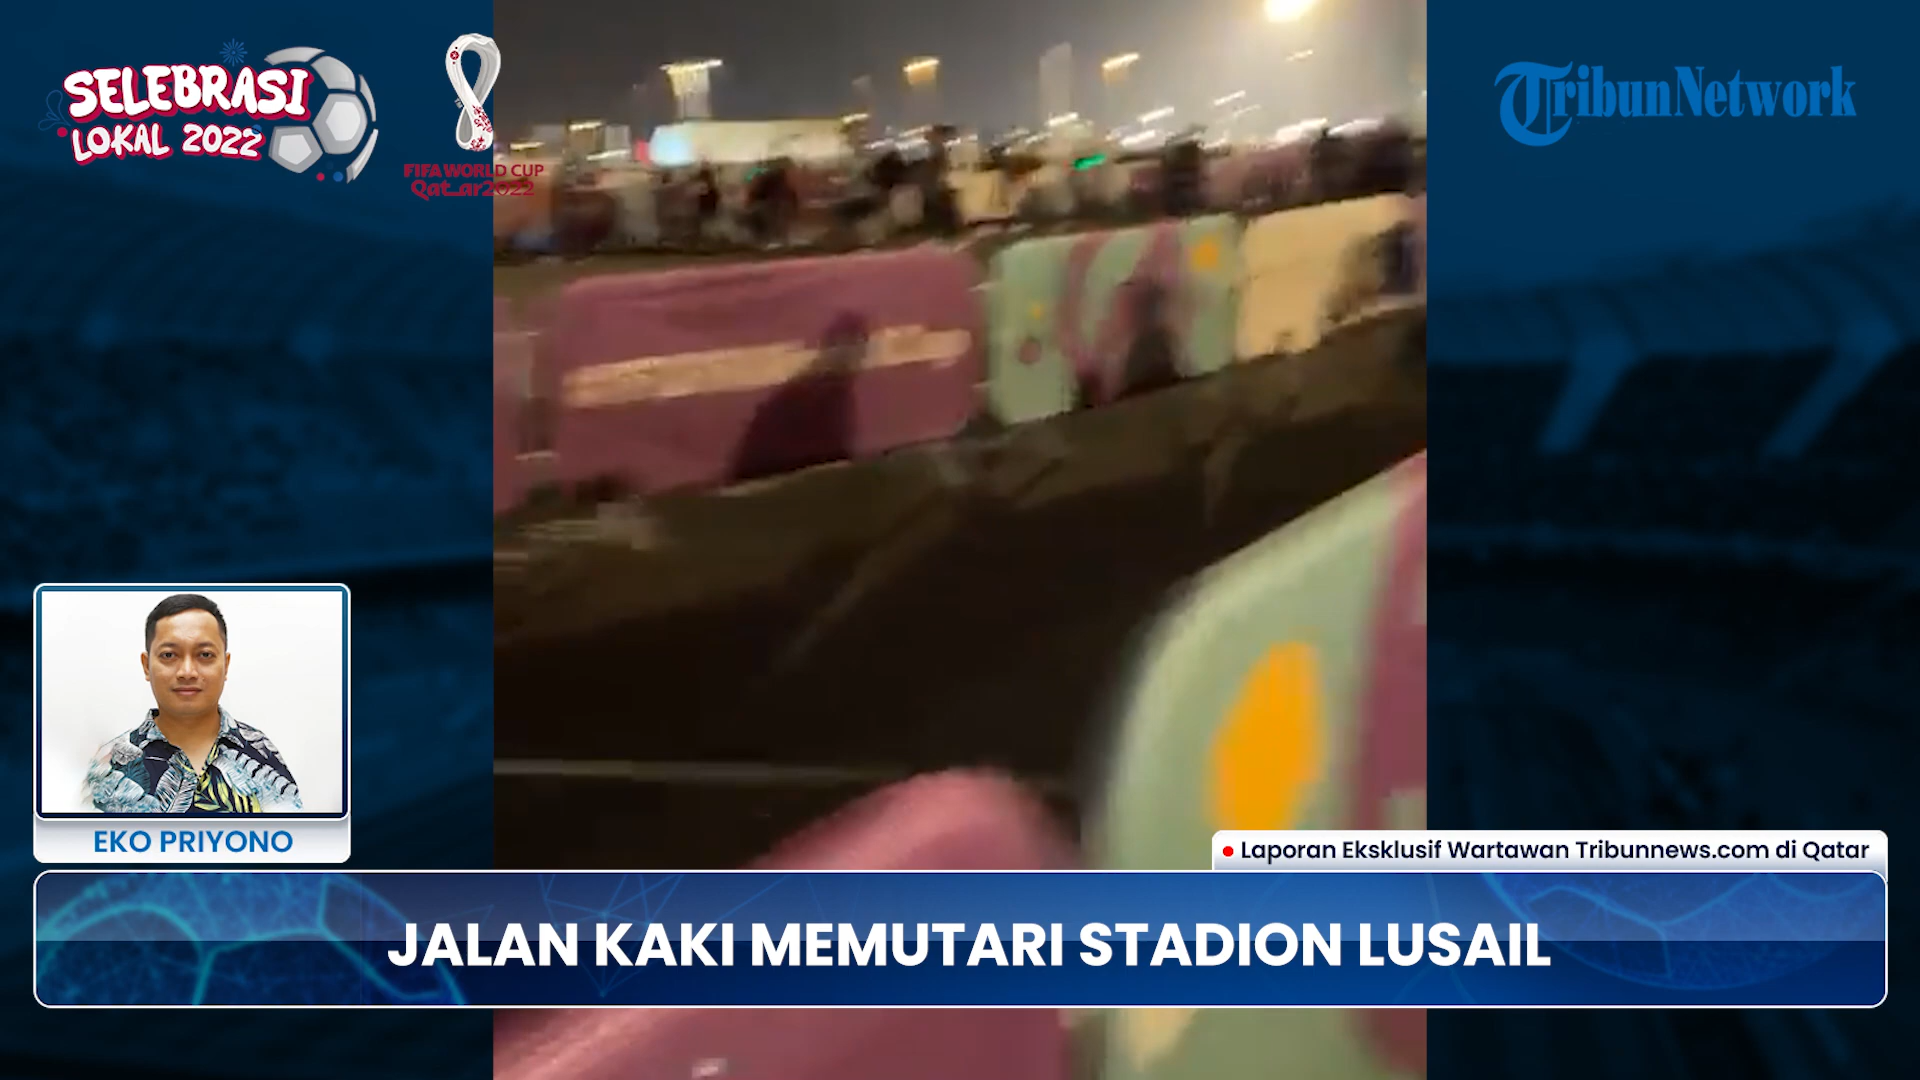 SELEBRASI
LOKAL 2022
FIFA WORLD CUP
Qatar2022
TribunNetwork
EKO PRIYONO
Laporan Eksklusif Wartawan Tribunnews.com di Qatar
JALAN KAKI MEMUTARI STADION LUSAIL